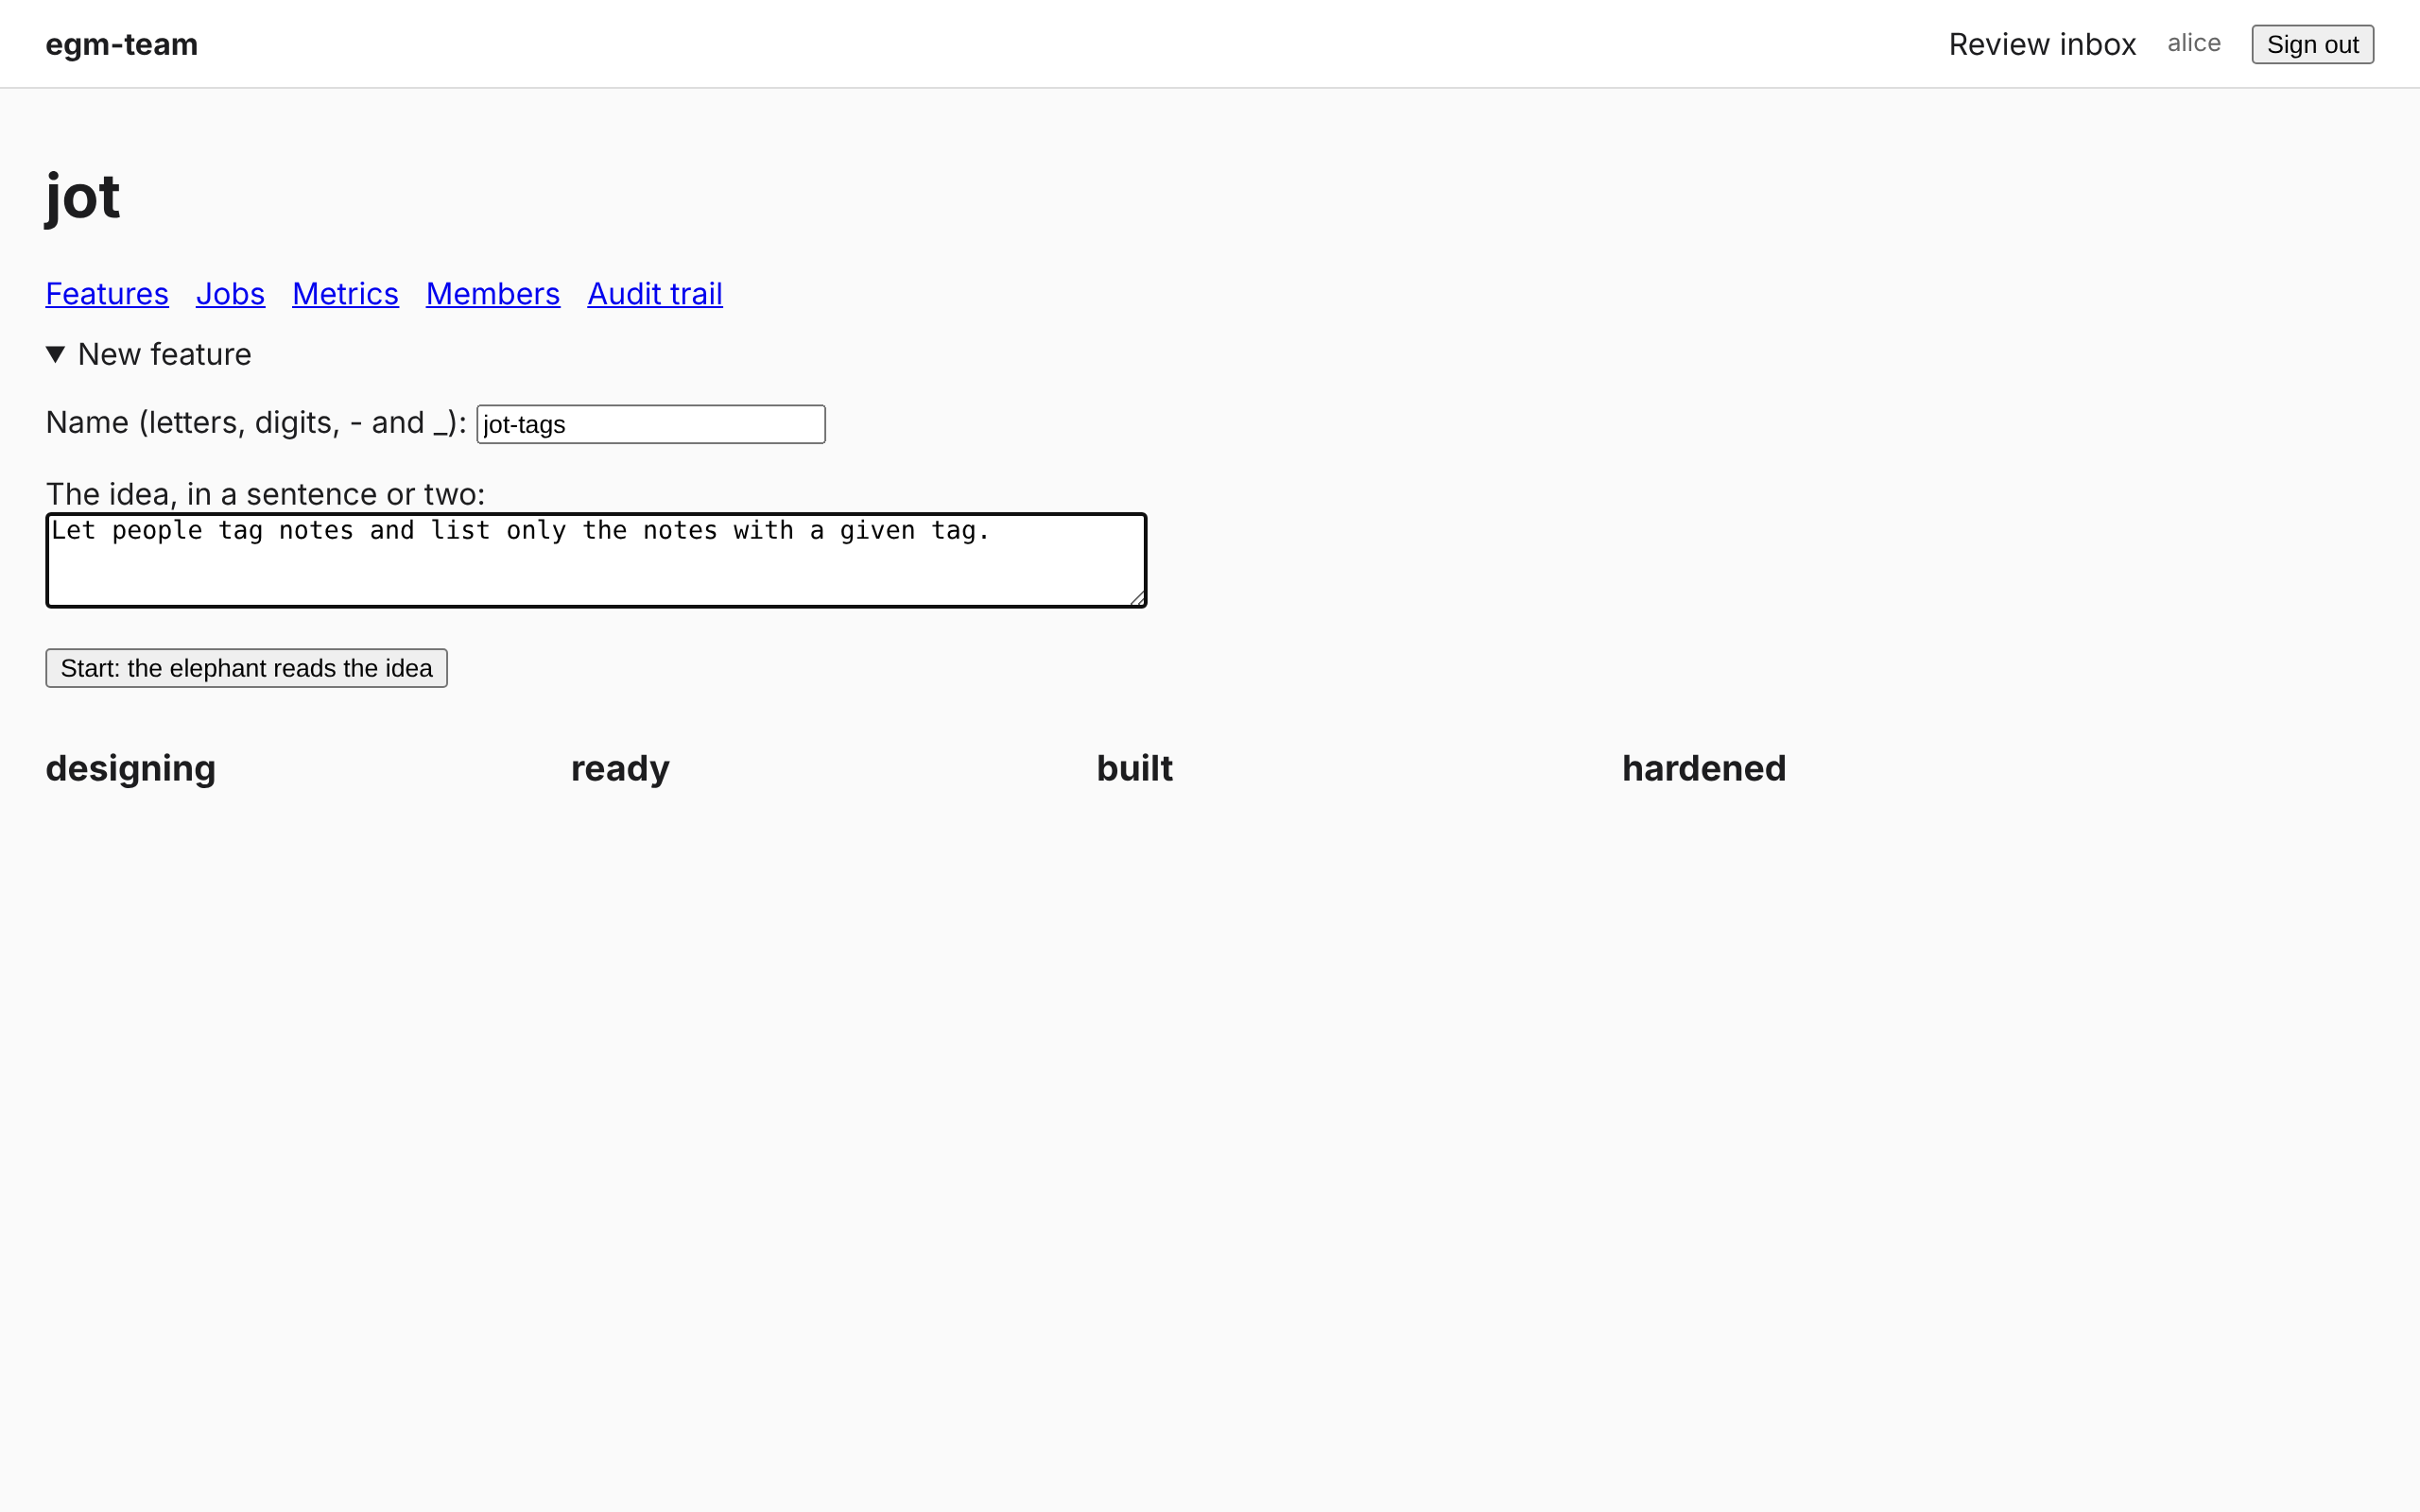 egm-team Review inbox alice Sign out
jot
Features Jobs Metrics Members Audit trail
▼ New feature
Name (letters, digits, - and _): jot-tags
The idea, in a sentence or two:
Let people tag notes and list only the notes with a given tag.
Start: the elephant reads the idea
designing ready built hardened